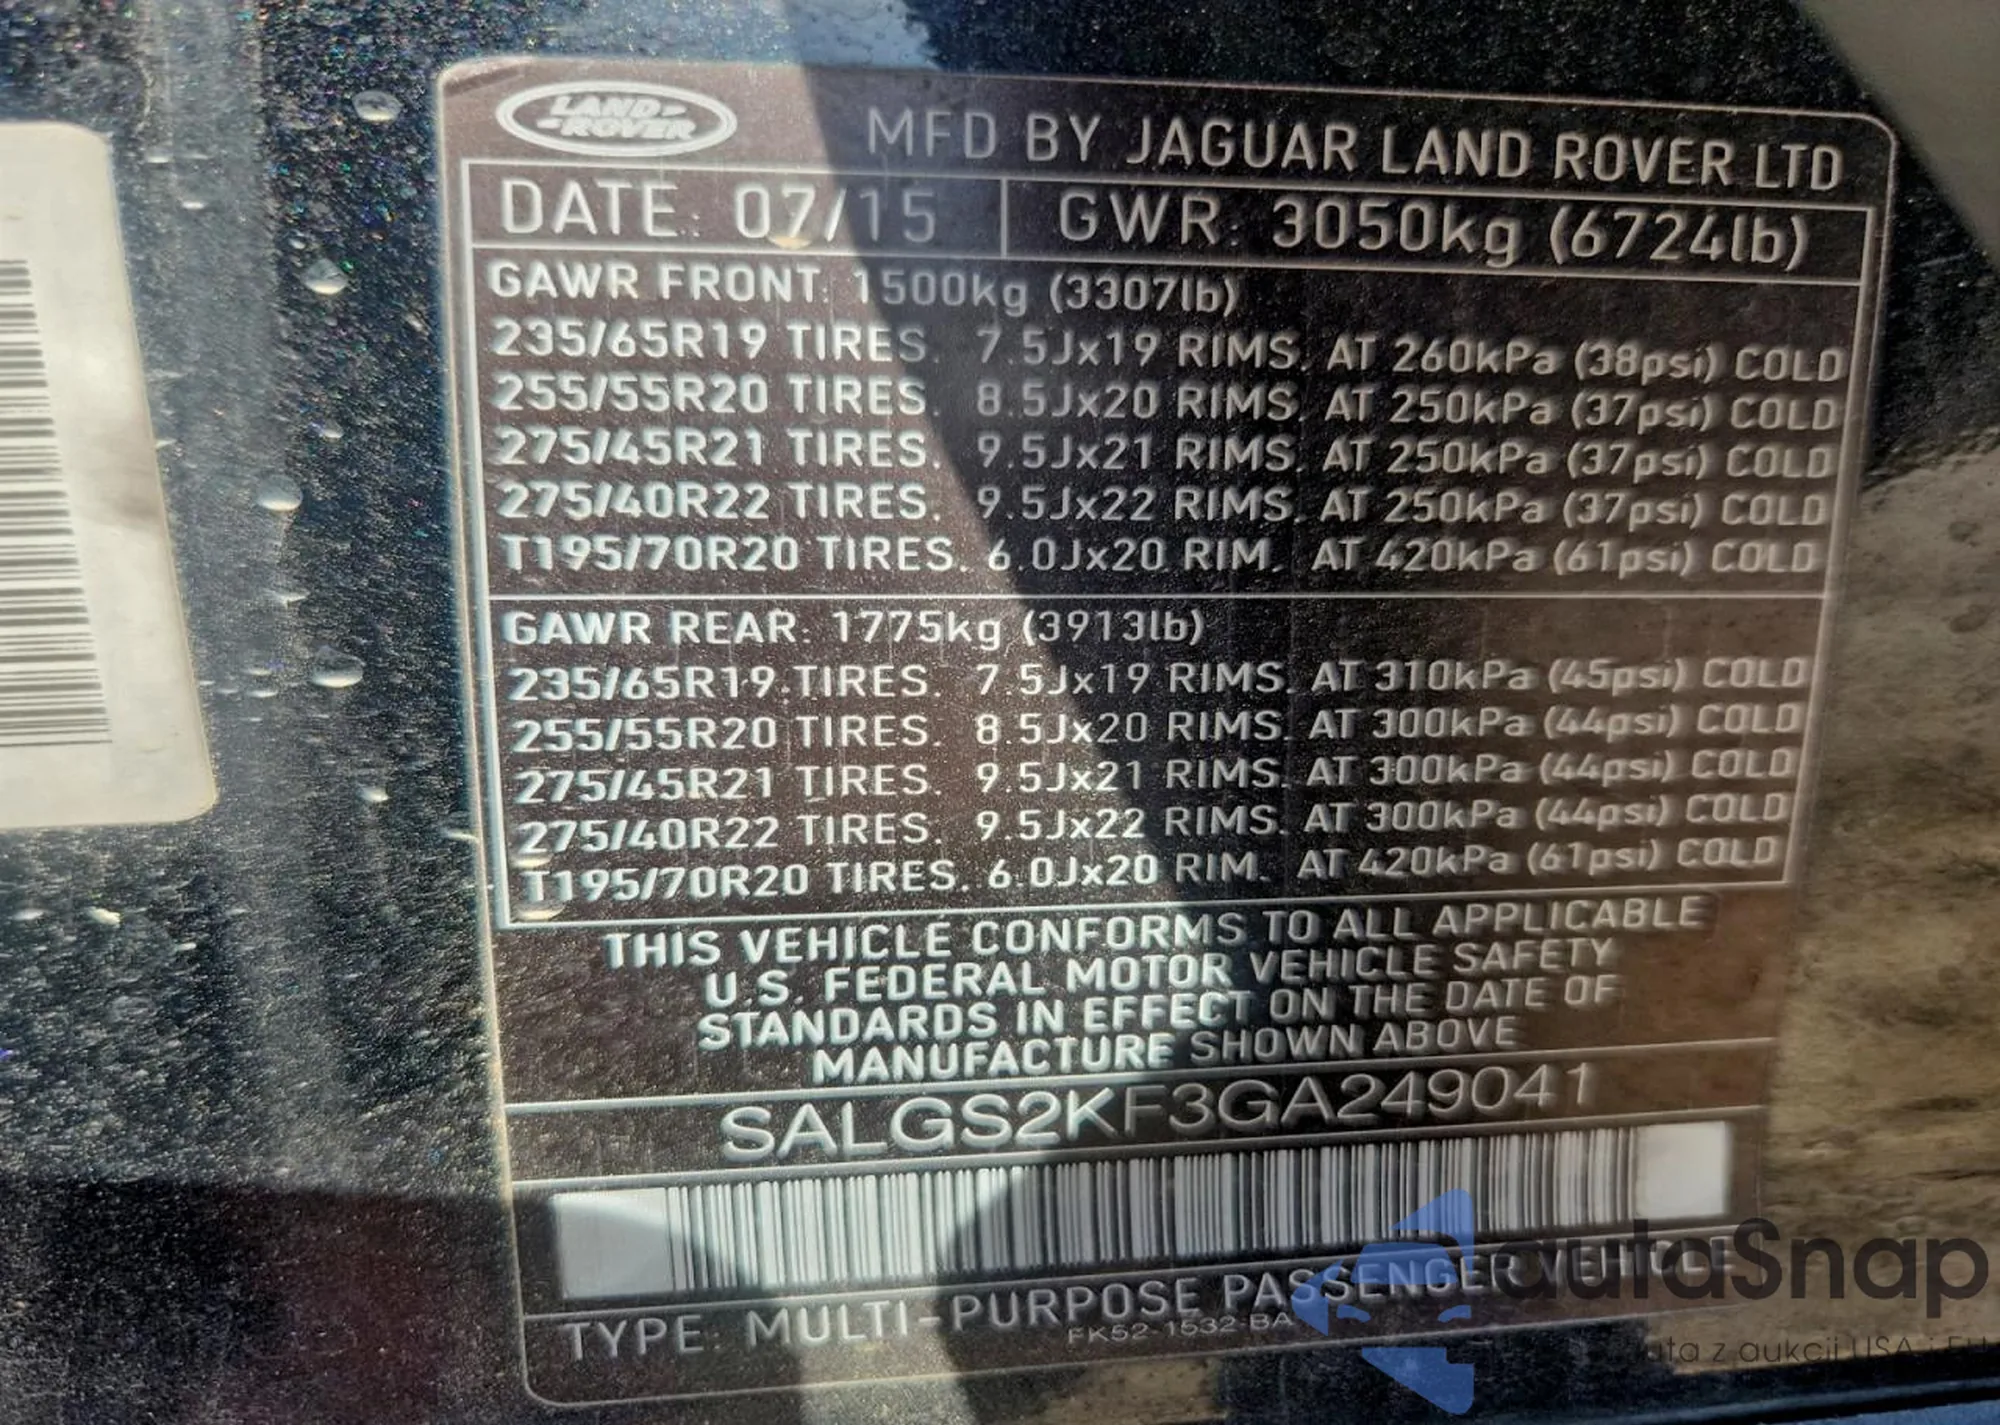 LAND ROVER
MFD BY JAGUAR LAND ROVER LTD
DATE: 07/15 GWR: 3050kg (6724lb)
GAWR FRONT: 1500kg (3307lb)
235/65R19 TIRES. 7.5Jx19 RIMS. AT 260kPa (38psi) COLD
255/55R20 TIRES. 8.5Jx20 RIMS. AT 250kPa (37psi) COLD
275/45R21 TIRES. 9.5Jx21 RIMS. AT 250kPa (37psi) COLD
275/40R22 TIRES. 9.5Jx22 RIMS. AT 250kPa (37psi) COLD
T195/70R20 TIRES. 6.0Jx20 RIM. AT 420kPa (61psi) COLD
GAWR REAR: 1775kg (3913lb)
235/65R19 TIRES. 7.5Jx19 RIMS. AT 310kPa (45psi) COLD
255/55R20 TIRES. 8.5Jx20 RIMS. AT 300kPa (44psi) COLD
275/45R21 TIRES. 9.5Jx21 RIMS. AT 300kPa (44psi) COLD
275/40R22 TIRES. 9.5Jx22 RIMS. AT 300kPa (44psi) COLD
T195/70R20 TIRES. 6.0Jx20 RIM. AT 420kPa (61psi) COLD
THIS VEHICLE CONFORMS TO ALL APPLICABLE
U.S. FEDERAL MOTOR VEHICLE SAFETY
STANDARDS IN EFFECT ON THE DATE OF
MANUFACTURE SHOWN ABOVE
SALGS2KF3GA249041
TYPE: MULTI-PURPOSE PASSENGER VEHICLE
FK52-1532-BA
autaSnap
auta z aukcji USA i EU